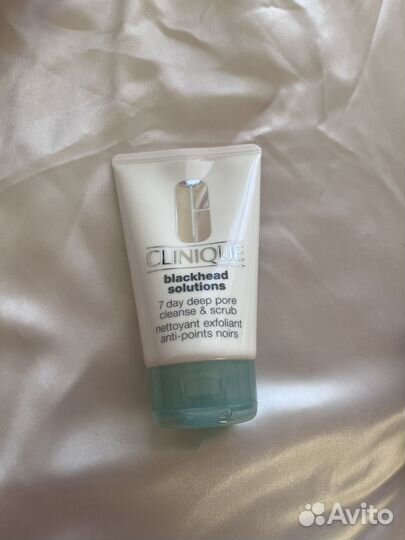 CLINIQUE
blackhead
solutions
7 day deep pore
cleanse & scrub
nettoyant exfoliant
anti-points noirs
Avito